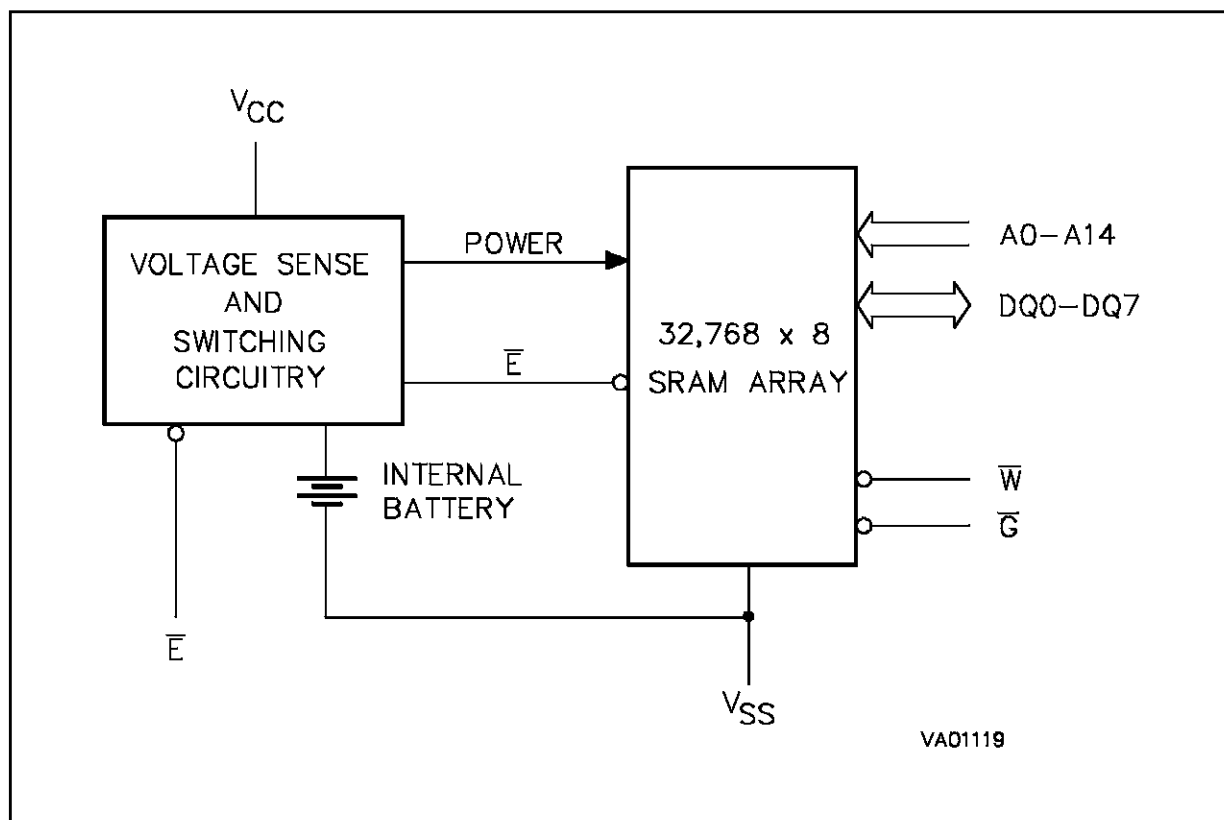 VCC
VOLTAGE SENSE
AND
SWITCHING
CIRCUITRY
POWER
E̅
32,768 x 8
SRAM ARRAY
A0-A14
DQ0-DQ7
W̅
G̅
INTERNAL
BATTERY
E̅
VSS
VA01119